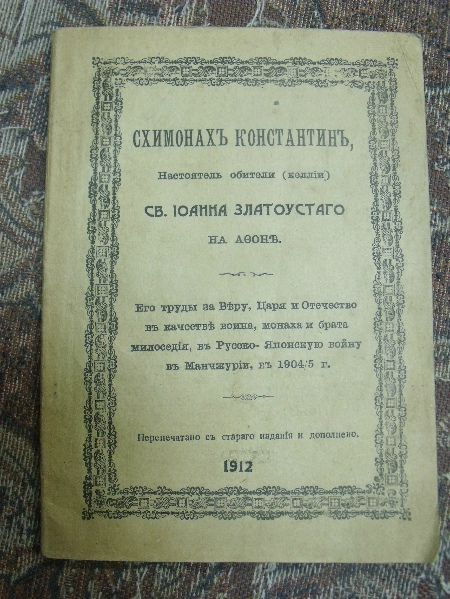 СХИМОНАХЪ КОНСТАНТИНЪ,
Настоятель обители (келліи)
СВ. ІОАННА ЗЛАТОУСТАГО
НА АѲОНѢ.
Его труды за Вѣру, Царя и Отечество
въ качествѣ воина, монаха и брата
милосердія, въ Русско-Японскую войну
въ Манчжуріи, въ 1904/5 г.
Перепечатано съ стараго изданія и дополнено.
1912